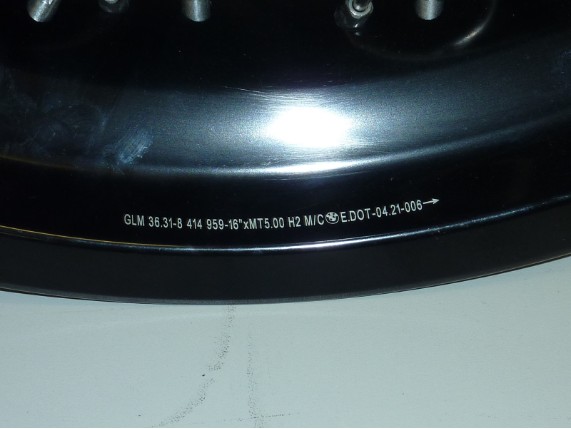 GLM 36.31-8 414 959-16"xMT5.00 H2 M/C E.DOT-04.21-006→